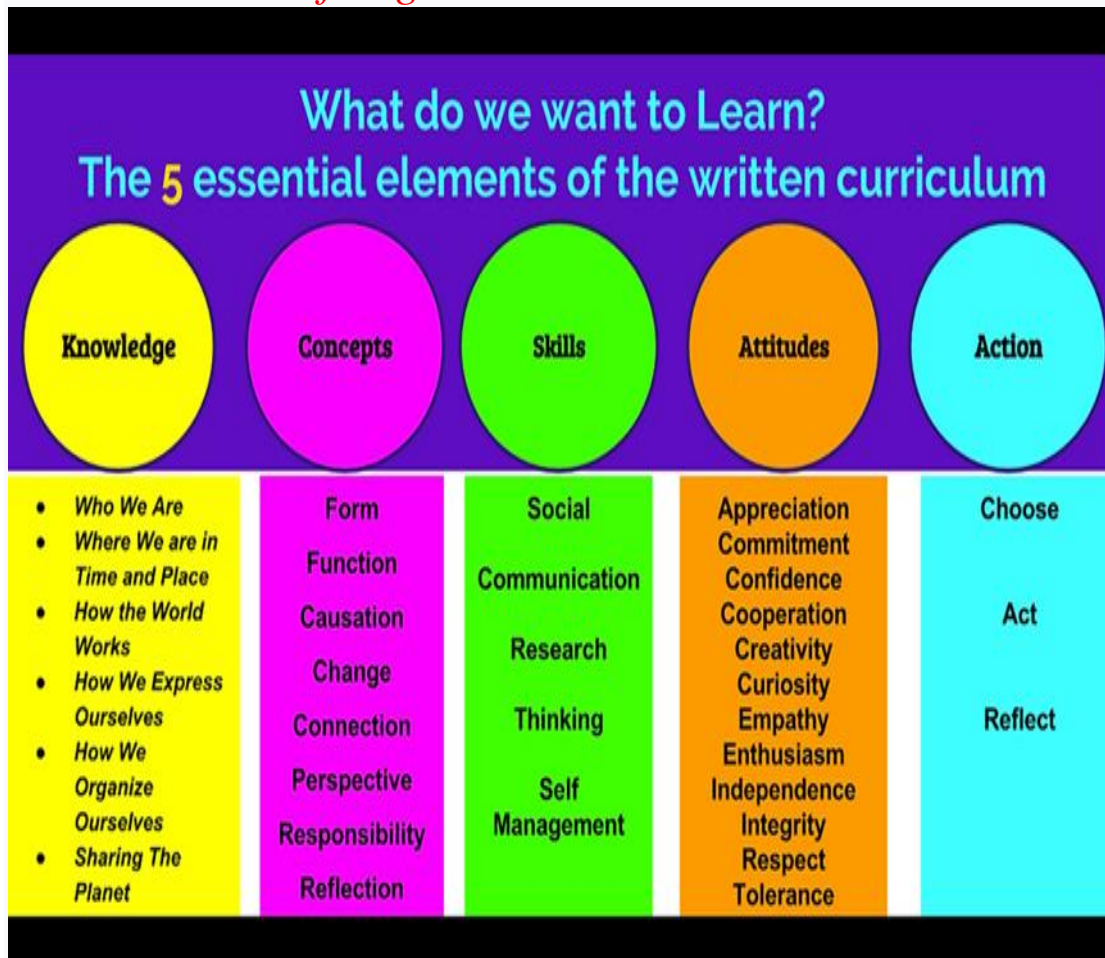 What do we want to Learn?
The 5 essential elements of the written curriculum
Knowledge
Concepts
Skills
Attitudes
Action
• Who We Are
• Where We are in
Time and Place
• How the World
Works
• How We Express
Ourselves
• How We
Organize
Ourselves
• Sharing The
Planet
Form
Function
Causation
Change
Connection
Perspective
Responsibility
Reflection
Social
Communication
Research
Thinking
Self
Management
Appreciation
Commitment
Confidence
Cooperation
Creativity
Curiosity
Empathy
Enthusiasm
Independence
Integrity
Respect
Tolerance
Choose
Act
Reflect